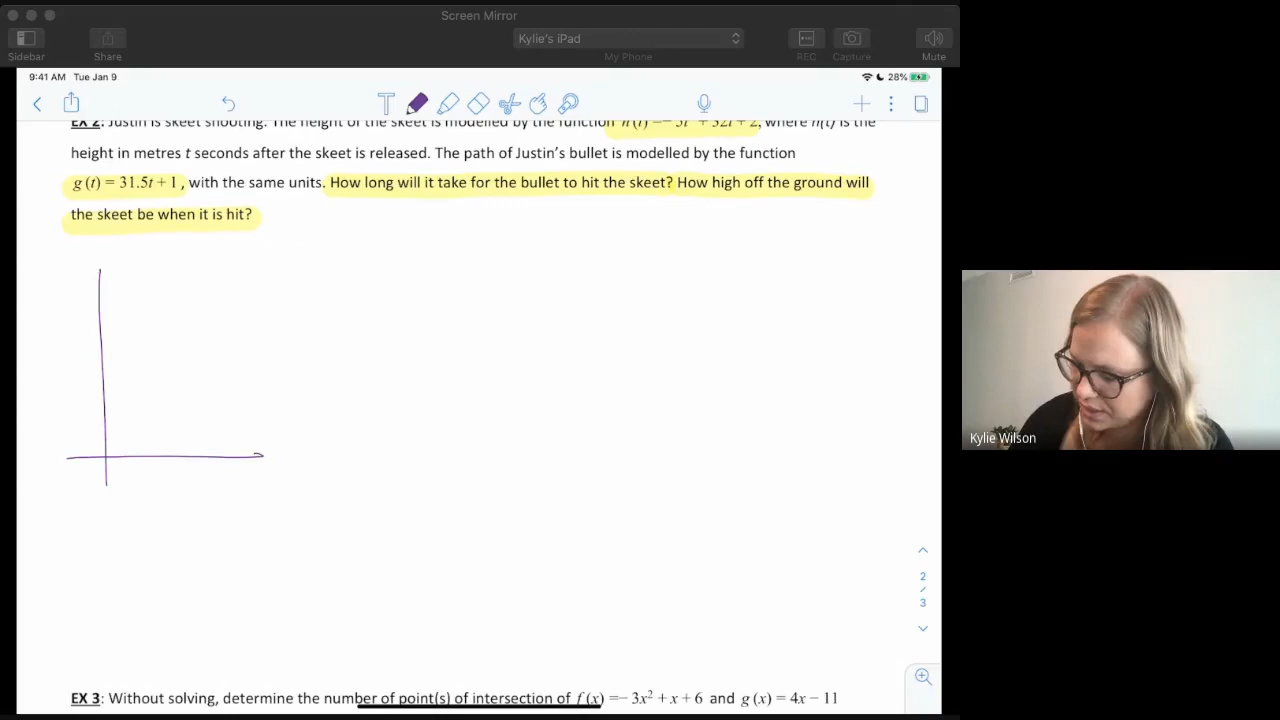 Screen Mirror
Sidebar
Share
Kylie's iPad
My Phone
REC
Capture
Mute
9:41 AM Tue Jan 9
28%
EX 2: Justin is skeet shooting. The height of the skeet is modelled by the function h(t) = − 5t² + 32t + 2, where h(t) is the
height in metres t seconds after the skeet is released. The path of Justin's bullet is modelled by the function
g (t) = 31.5t + 1 , with the same units. How long will it take for the bullet to hit the skeet? How high off the ground will
the skeet be when it is hit?
Kylie Wilson
2
/
3
EX 3: Without solving, determine the number of point(s) of intersection of f(x) =− 3x² + x + 6 and g (x) = 4x − 11